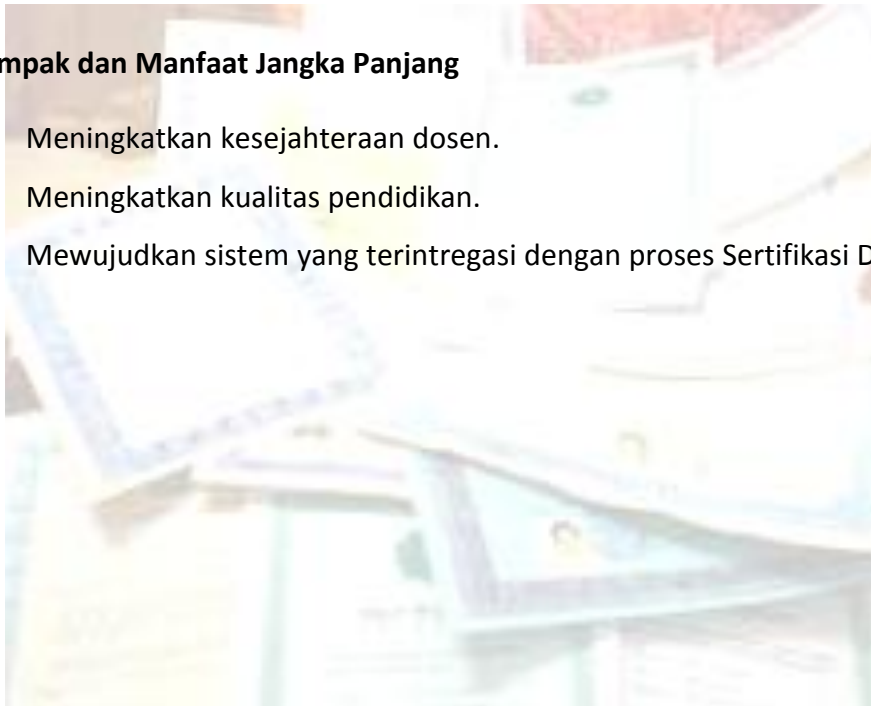 mpak dan Manfaat Jangka Panjang
Meningkatkan kesejahteraan dosen.
Meningkatkan kualitas pendidikan.
Mewujudkan sistem yang terintregasi dengan proses Sertifikasi D